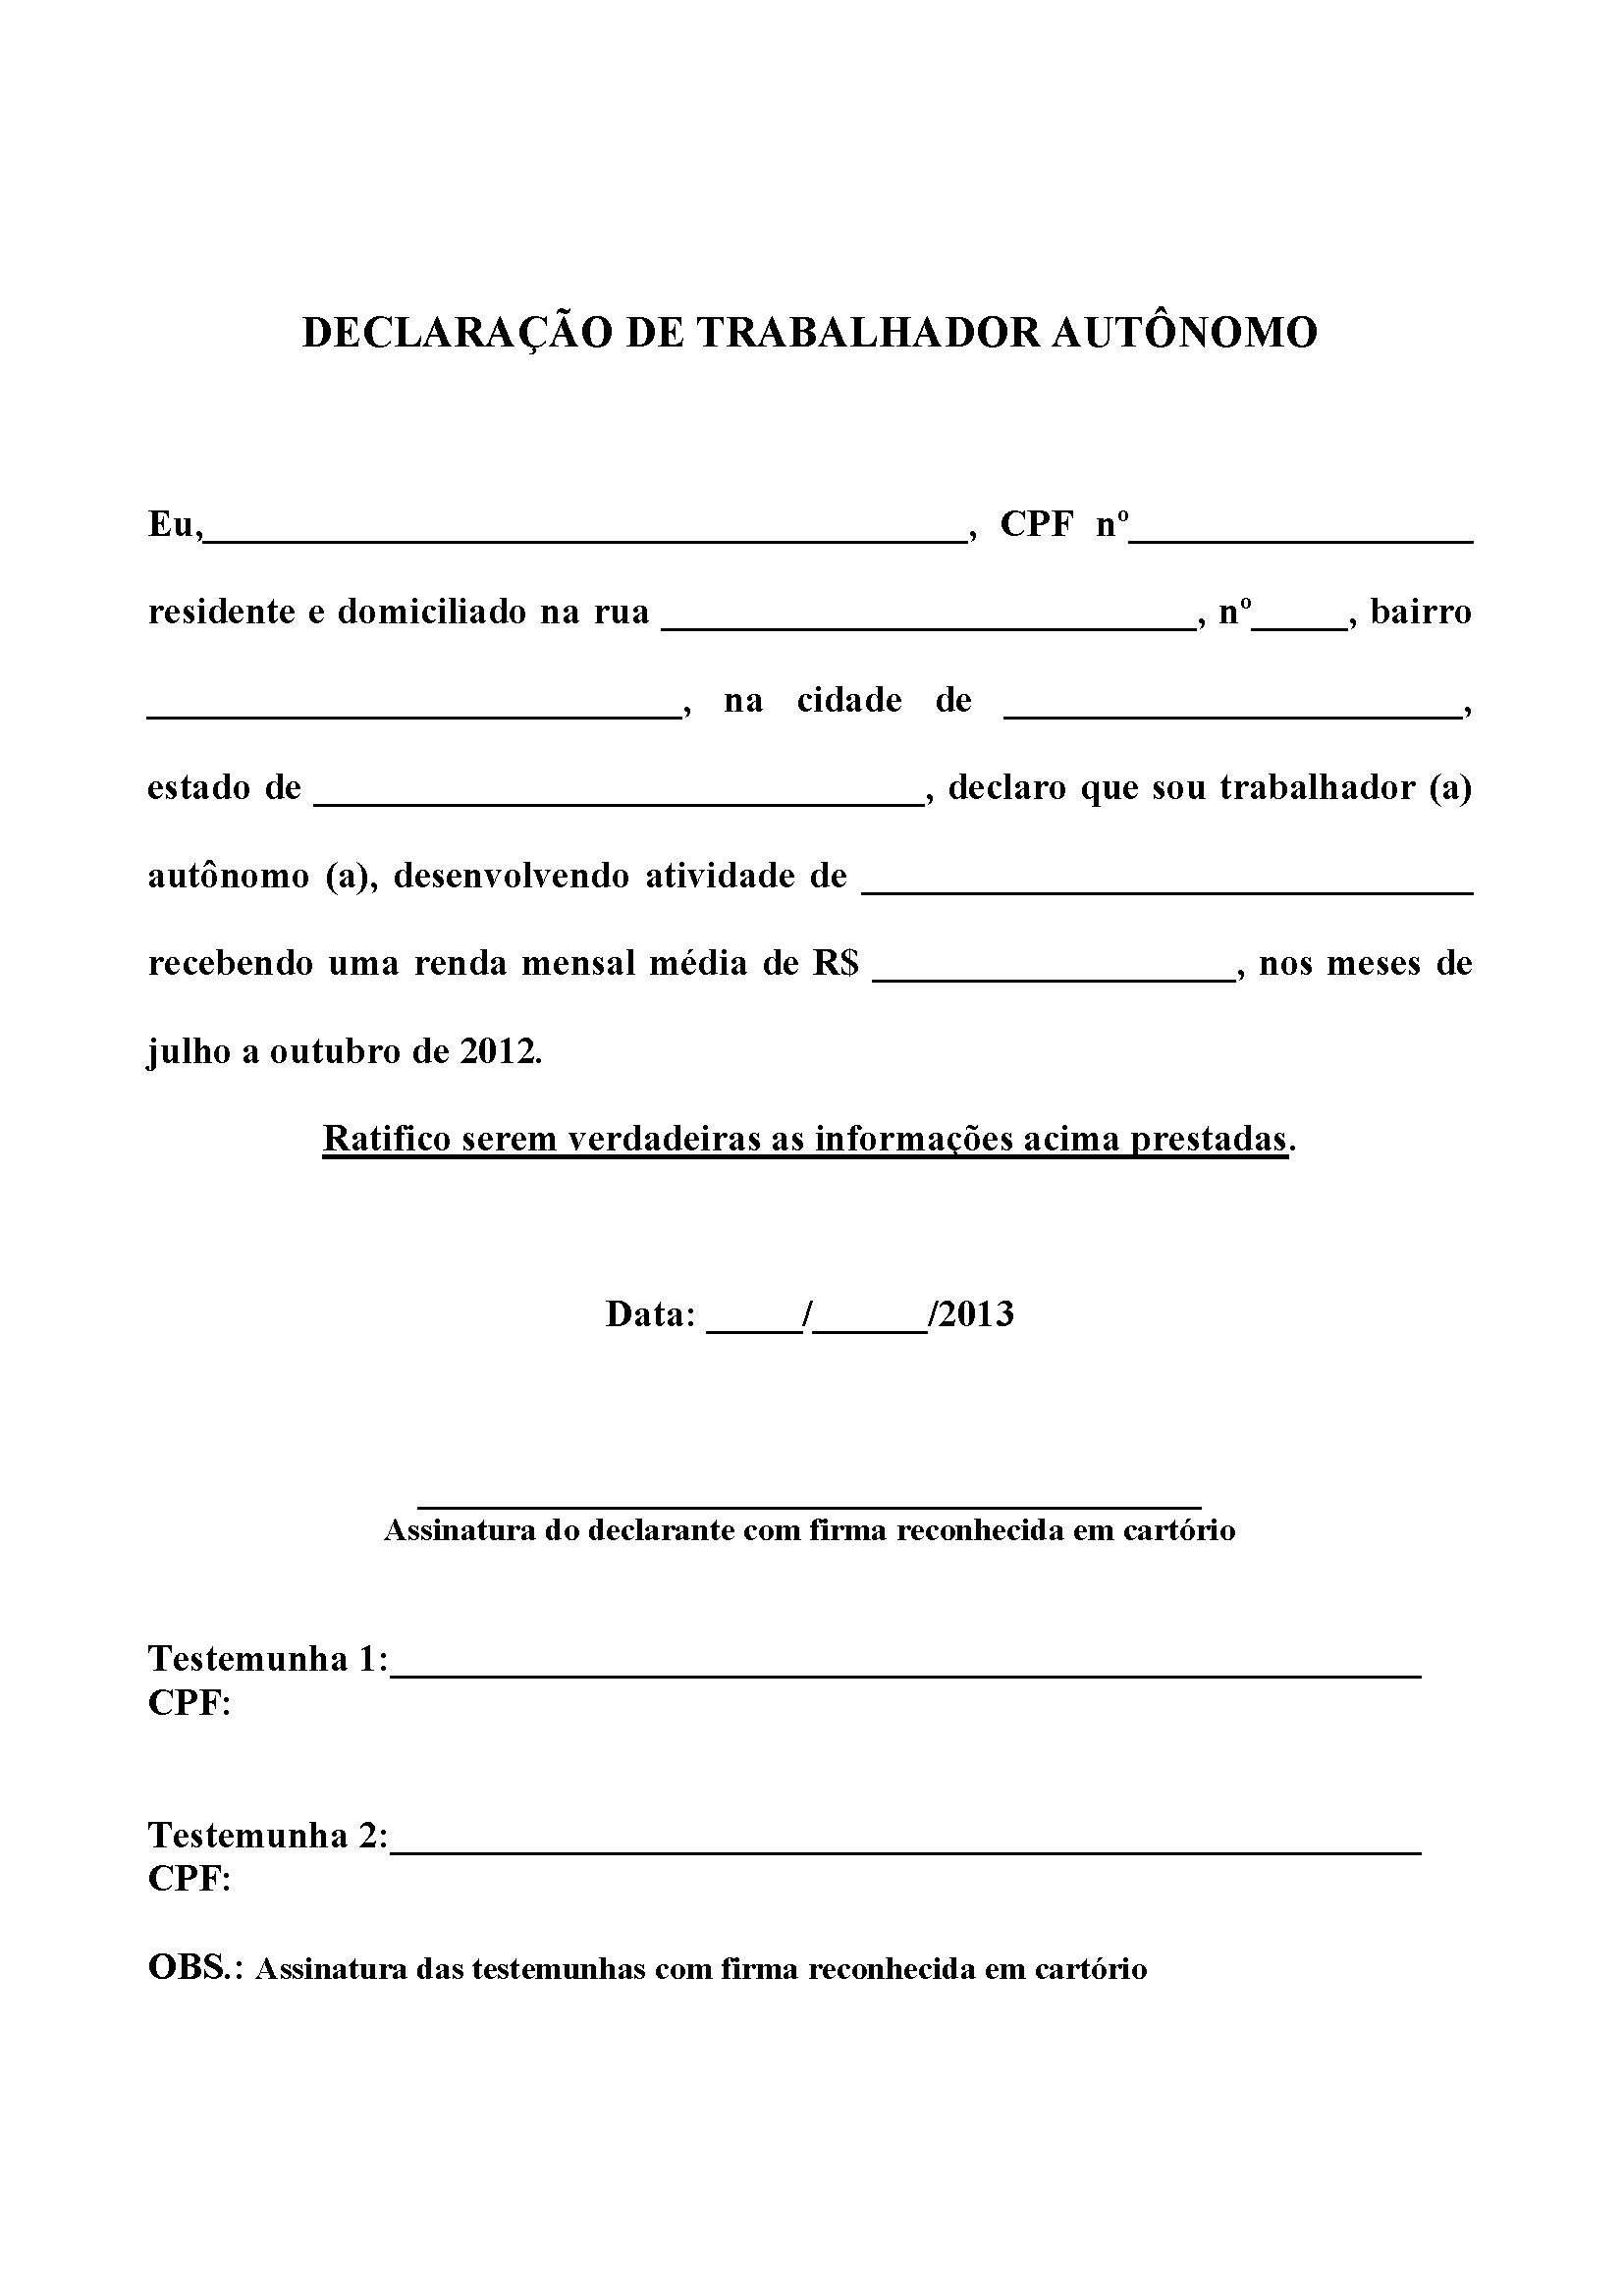 DECLARAÇÃO DE TRABALHADOR AUTÔNOMO
Eu,________________________________________, CPF nº__________________
residente e domiciliado na rua ____________________________, nº_____, bairro
____________________________, na cidade de ________________________,
estado de ________________________________, declaro que sou trabalhador (a)
autônomo (a), desenvolvendo atividade de ________________________________
recebendo uma renda mensal média de R$ ___________________, nos meses de
julho a outubro de 2012.
Ratifico serem verdadeiras as informações acima prestadas.
Data: _____/______/2013
_________________________________________
Assinatura do declarante com firma reconhecida em cartório
Testemunha 1:______________________________________________________
CPF:
Testemunha 2:______________________________________________________
CPF:
OBS.: Assinatura das testemunhas com firma reconhecida em cartório